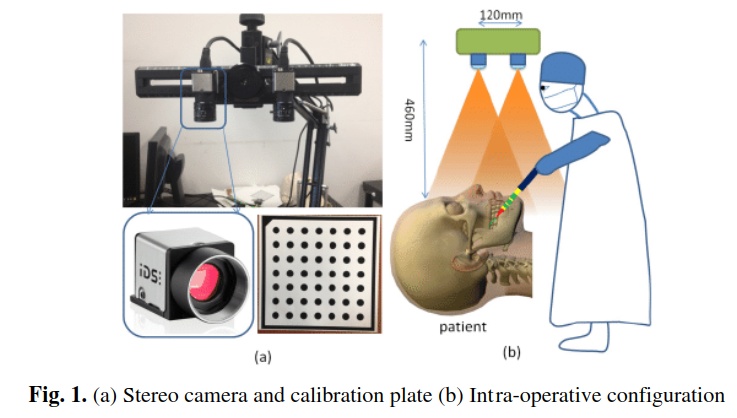 120mm
460mm
iDS:
patient
(a)
(b)
Fig. 1. (a) Stereo camera and calibration plate (b) Intra-operative configuration